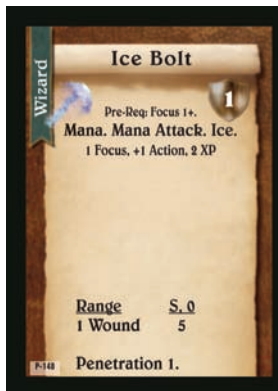 Ice Bolt
Wizard
1
Pre-Req: Focus 1+.
Mana. Mana Attack. Ice.
1 Focus, +1 Action, 2 XP
Range S. 0
1 Wound 5
P-148
Penetration 1.